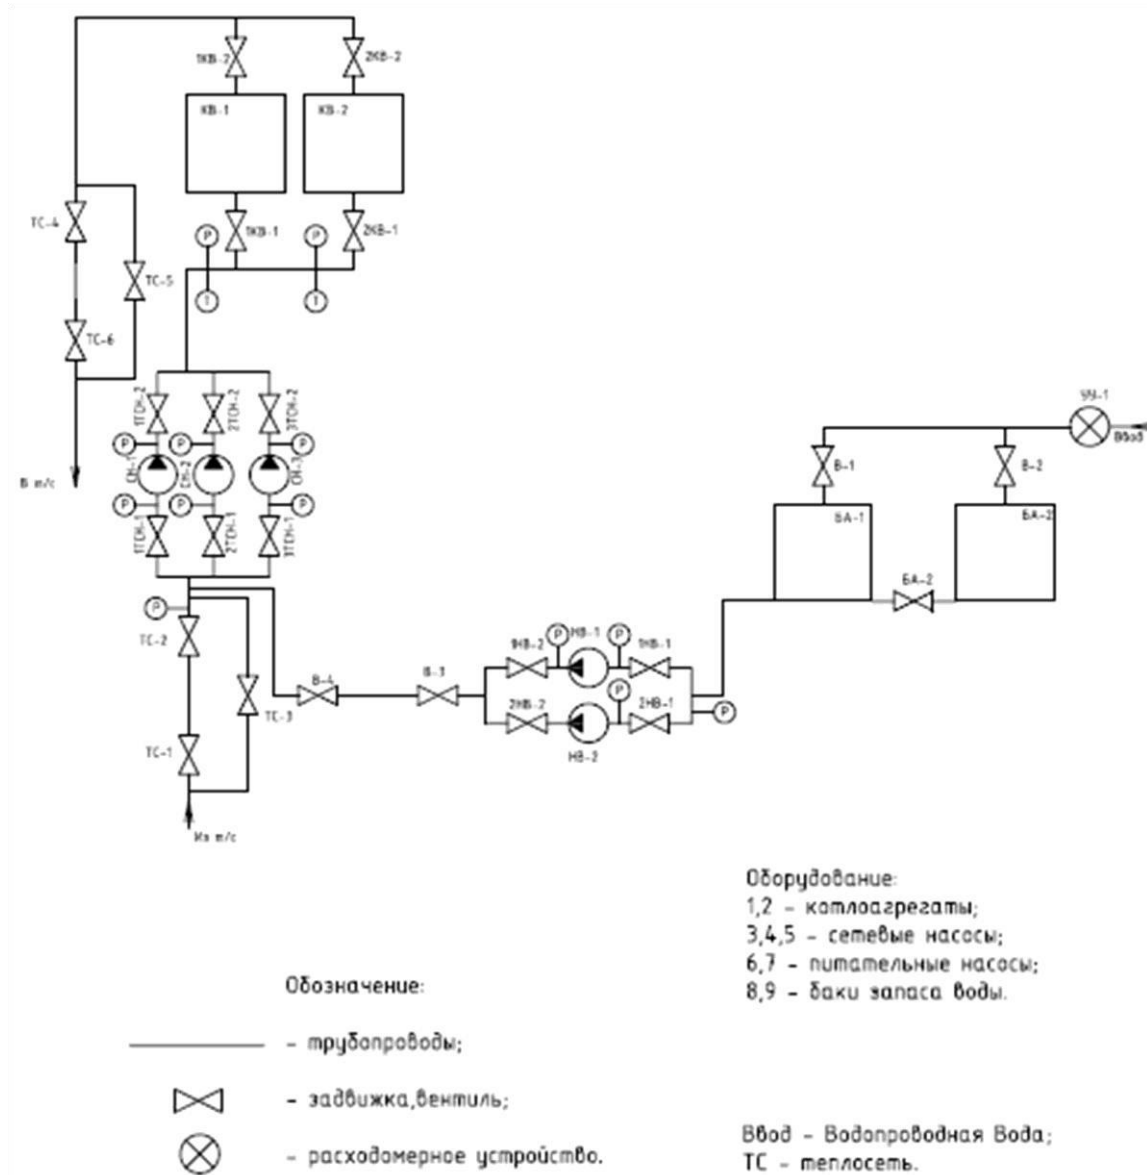 1КВ-2
2КВ-2
КВ-1
КВ-2
ТС-4
1КВ-1
2КВ-1
P
P
ТС-5
T
T
ТС-6
1ТСН-2
2ТСН-2
3ТСН-2
УУ-1
Ввод
P
P
P
СН-1
СН-2
СН-3
В-1
В-2
В т/с
P
P
P
БА-1
БА-2
1ТСН-1
2ТСН-1
3ТСН-1
БА-2
P
ТС-2
1НВ-2
P
НВ-1
P
1НВ-1
В-4
В-3
ТС-3
2НВ-2
P
2НВ-1
P
ТС-1
НВ-2
Из т/с
Оборудование:
1,2 - котлоагрегаты;
3,4,5 - сетевые насосы;
6,7 - питательные насосы;
8,9 - баки запаса воды.
Обозначение:
- трубопроводы;
- задвижка,вентиль;
- расходомерное устройство.
Ввод - Водопроводная Вода;
ТС - теплосеть.